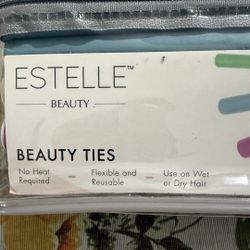 ESTELLE™
BEAUTY
BEAUTY TIES
No Heat Required - Flexible and Reusable - Use on Wet or Dry Hair